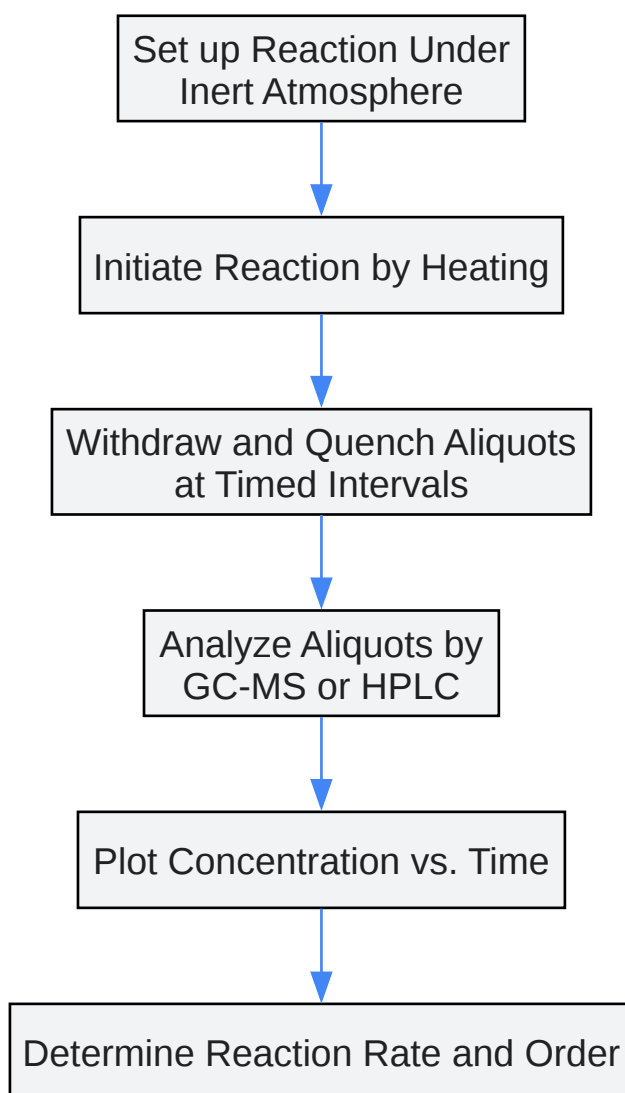 Set up Reaction Under
Inert Atmosphere
Initiate Reaction by Heating
Withdraw and Quench Aliquots
at Timed Intervals
Analyze Aliquots by
GC-MS or HPLC
Plot Concentration vs. Time
Determine Reaction Rate and Order